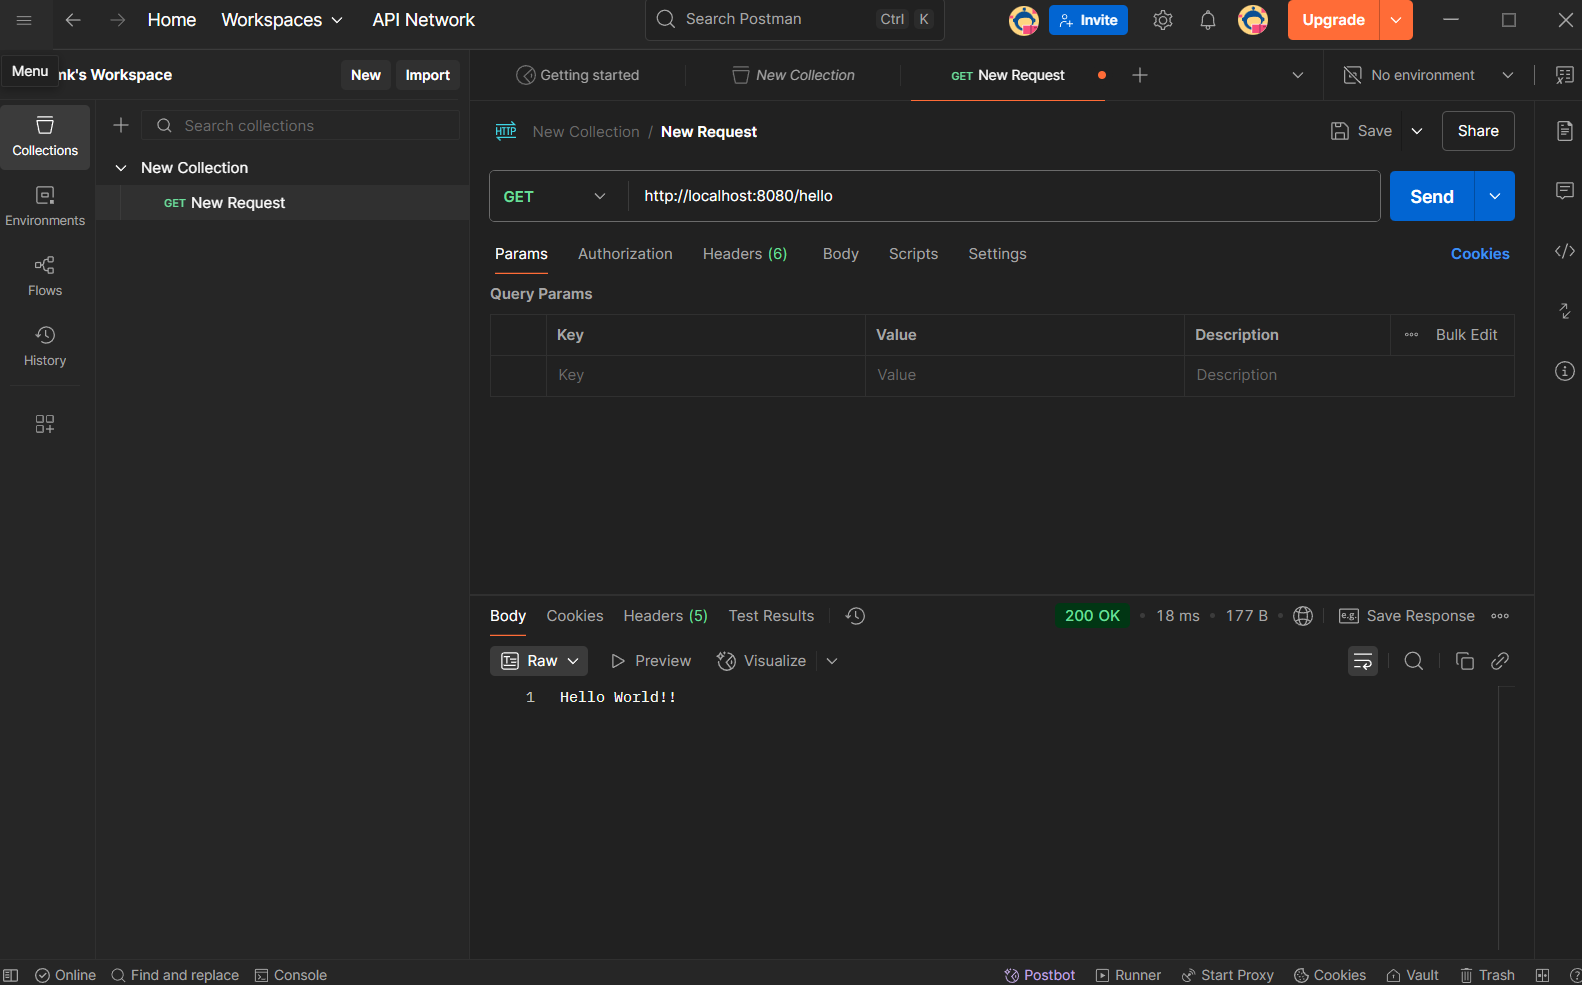 Home Workspaces API Network Search Postman Ctrl K Invite Upgrade
Menu mk's Workspace New Import
Getting started New Collection GET New Request No environment
Collections
Search collections
HTTP New Collection / New Request Save Share
New Collection
GET New Request
Environments
Flows
History
GET http://localhost:8080/hello Send
Params Authorization Headers (6) Body Scripts Settings Cookies
Query Params
Key Value Description Bulk Edit
Key Value Description
Body Cookies Headers (5) Test Results 200 OK 18 ms 177 B e.g. Save Response
Raw Preview Visualize
1 Hello World!!
Online Find and replace Console Postbot Runner Start Proxy Cookies Vault Trash